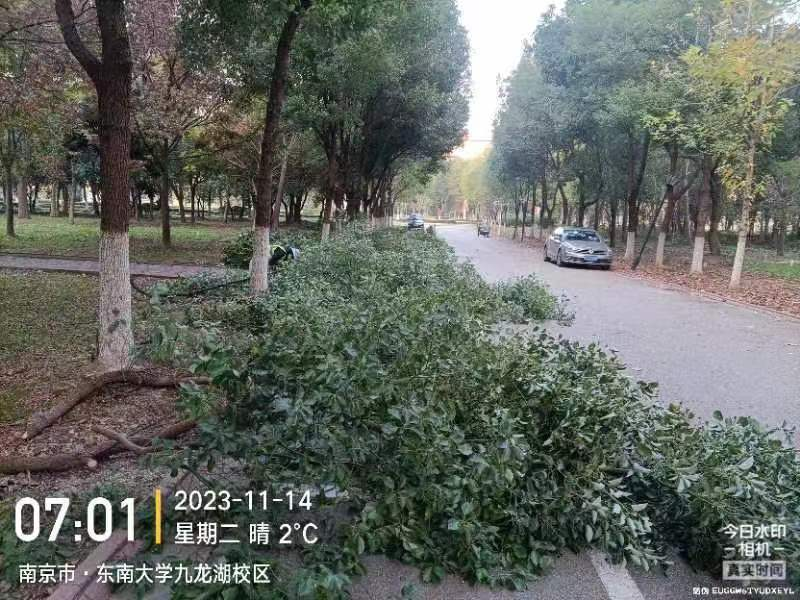 07:01
2023-11-14
星期二 晴 2°C
南京市·东南大学九龙湖校区
今日水印
-相机-
真实时间